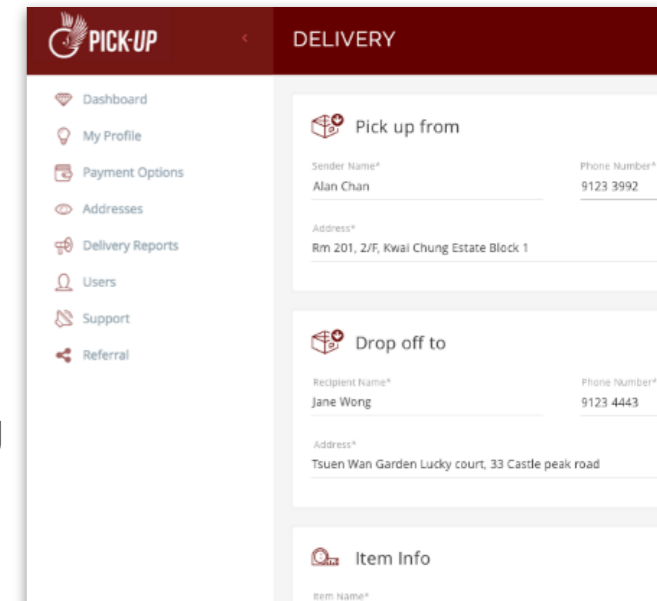 PICK-UP
DELIVERY
Dashboard
My Profile
Payment Options
Addresses
Delivery Reports
Users
Support
Referral
Pick up from
Sender Name* Phone Number*
Alan Chan 9123 3992
Address*
Rm 201, 2/F, Kwai Chung Estate Block 1
Drop off to
Recipient Name* Phone Number*
Jane Wong 9123 4443
Address*
Tsuen Wan Garden Lucky court, 33 Castle peak road
Item Info
Item Name*